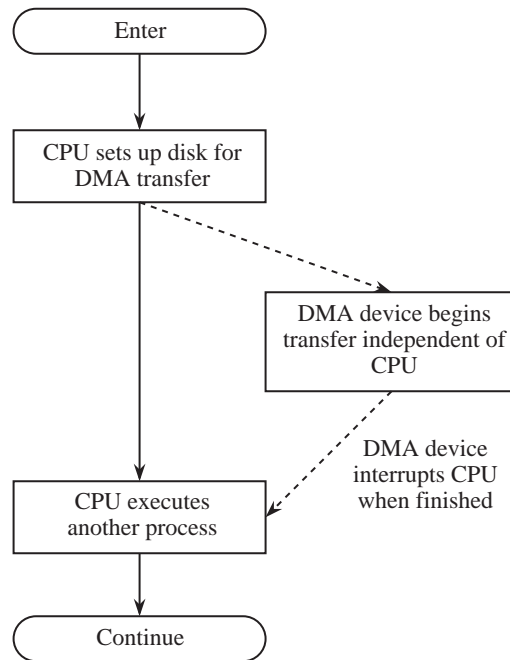 Enter
CPU sets up disk for
DMA transfer
DMA device begins
transfer independent of
CPU
DMA device
interrupts CPU
when finished
CPU executes
another process
Continue